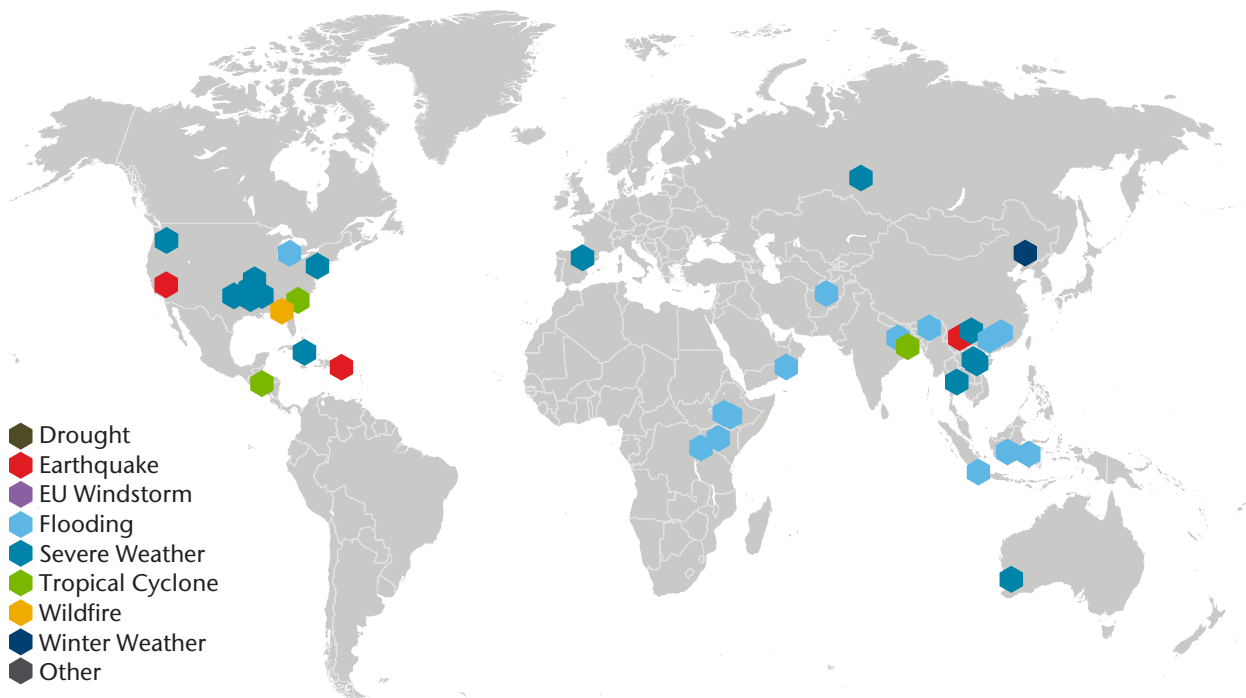 Drought
Earthquake
EU Windstorm
Flooding
Severe Weather
Tropical Cyclone
Wildfire
Winter Weather
Other